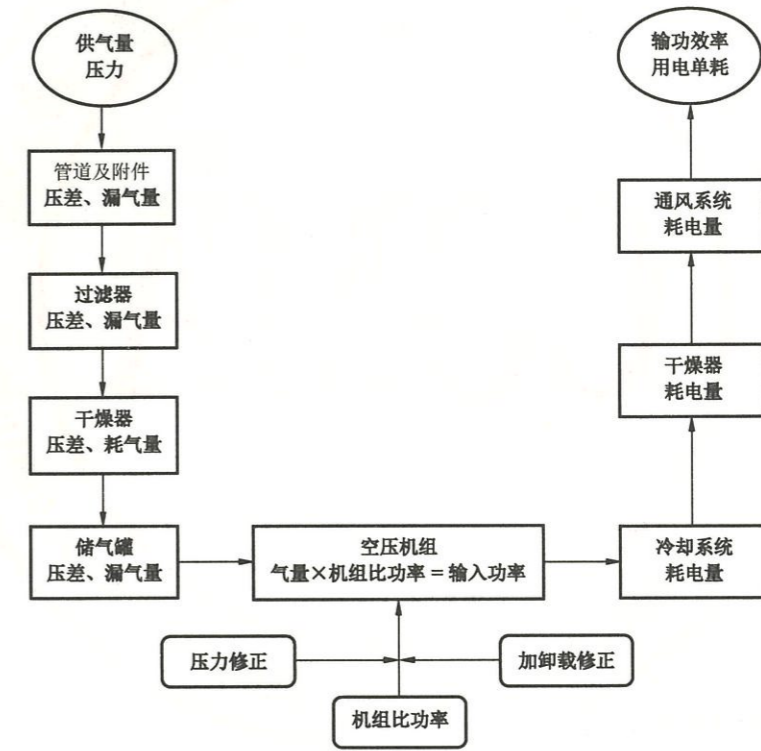 供气量
压力
管道及附件
压差、漏气量
过滤器
压差、漏气量
干燥器
压差、耗气量
储气罐
压差、漏气量
空压机组
气量×机组比功率=输入功率
压力修正
加卸载修正
机组比功率
冷却系统
耗电量
干燥器
耗电量
通风系统
耗电量
输功效率
用电单耗